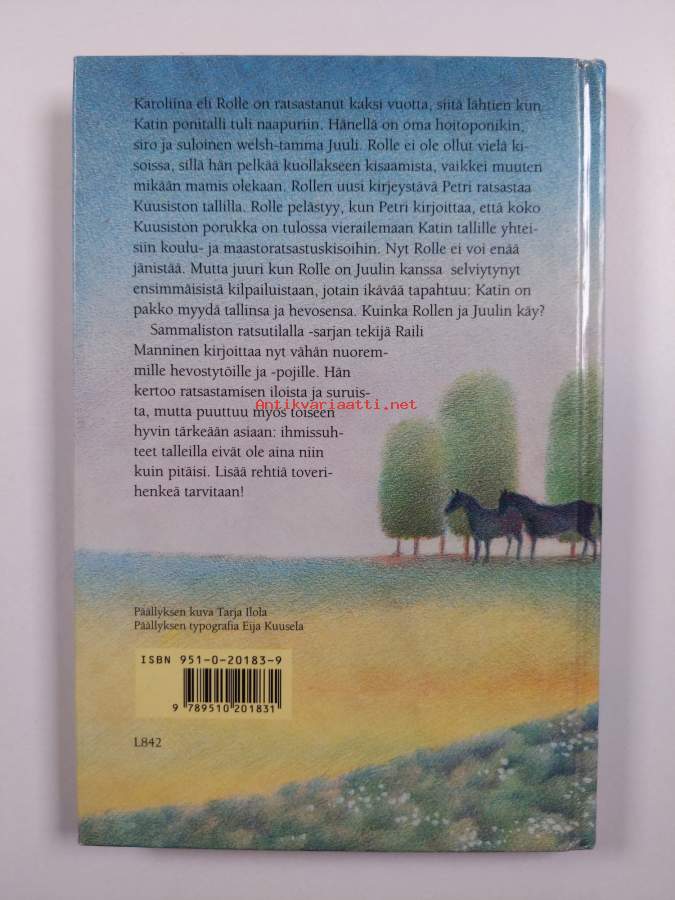 Karoliina eli Rolle on ratsastanut kaksi vuotta, siitä lähtien kun
Katin ponitalli tuli naapuriin. Hänellä on oma hoitoponikin,
siro ja suloinen welsh-tamma Juuli. Rolle ei ole ollut vielä ki-
soissa, sillä hän pelkää kuollakseen kisaamista, vaikkei muuten
mikään mamis olekaan. Rollen uusi kirjeystävä Petri ratsastaa
Kuusiston tallilla. Rolle pelästyy, kun Petri kirjoittaa, että koko
Kuusiston porukka on tulossa vierailemaan Katin tallille yhtei-
siin koulu- ja maastoratsastuskisoihin. Nyt Rolle ei voi enää
jänistää. Mutta juuri kun Rolle on Juulin kanssa selviytynyt
ensimmäisistä kilpailuistaan, jotain ikävää tapahtuu: Katin on
pakko myydä tallinsa ja hevosensa. Kuinka Rollen ja Juulin käy?
Sammaliston ratsutilalla -sarjan tekijä Raili
Manninen kirjoittaa nyt vähän nuorem-
mille hevostytöille ja -pojille. Hän
kertoo ratsastamisen iloista ja suruis-
ta, mutta puuttuu myös toiseen
Antikvariaatti.net
hyvin tärkeään asiaan: ihmissuh-
teet talleilla eivät ole aina niin
kuin pitäisi. Lisää rehtiä toveri-
henkeä tarvitaan!
Päällyksen kuva Tarja Ilola
Päällyksen typografia Eija Kuusela
ISBN 951-0-20183-9
9 789510 201831
L842